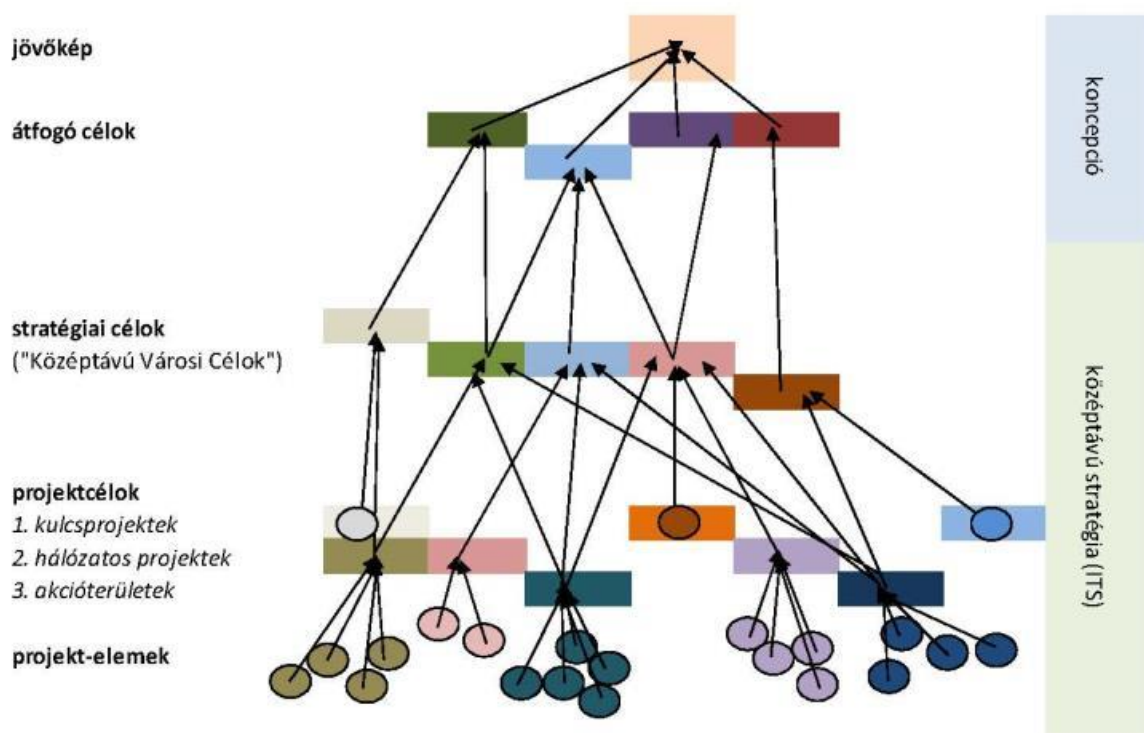 jövőkép
átfogó célok
stratégiai célok
("Középtávú Városi Célok")
projektcélok
1. kulcsprojektek
2. hálózatos projektek
3. akcióterületek
projekt-elemek
koncepció
középtávú stratégia (ITS)